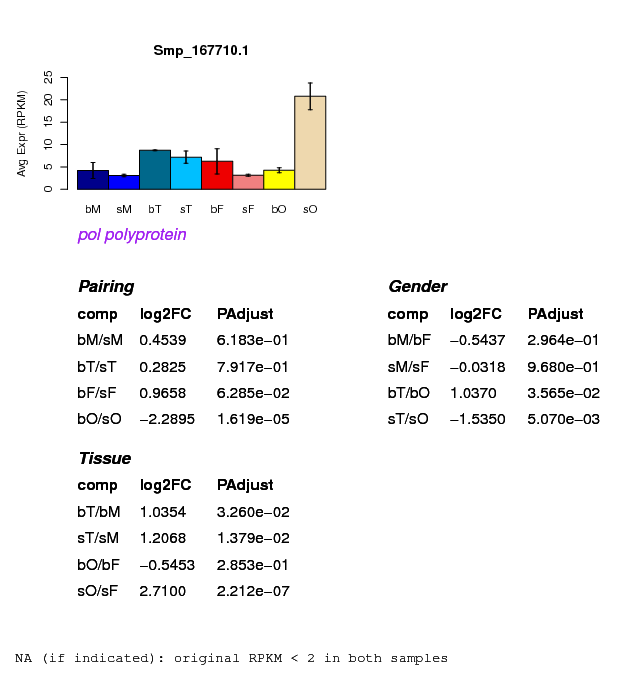 Smp_167710.1
Avg Expr (RPKM)
25
20
15
10
5
0
bM sM bT sT bF sF bO sO
pol polyprotein
Pairing
comp log2FC PAdjust
bM/sM 0.4539 6.183e−01
bT/sT 0.2825 7.917e−01
bF/sF 0.9658 6.285e−02
bO/sO −2.2895 1.619e−05
Gender
comp log2FC PAdjust
bM/bF −0.5437 2.964e−01
sM/sF −0.0318 9.680e−01
bT/bO 1.0370 3.565e−02
sT/sO −1.5350 5.070e−03
Tissue
comp log2FC PAdjust
bT/bM 1.0354 3.260e−02
sT/sM 1.2068 1.379e−02
bO/bF −0.5453 2.853e−01
sO/sF 2.7100 2.212e−07
NA (if indicated): original RPKM < 2 in both samples